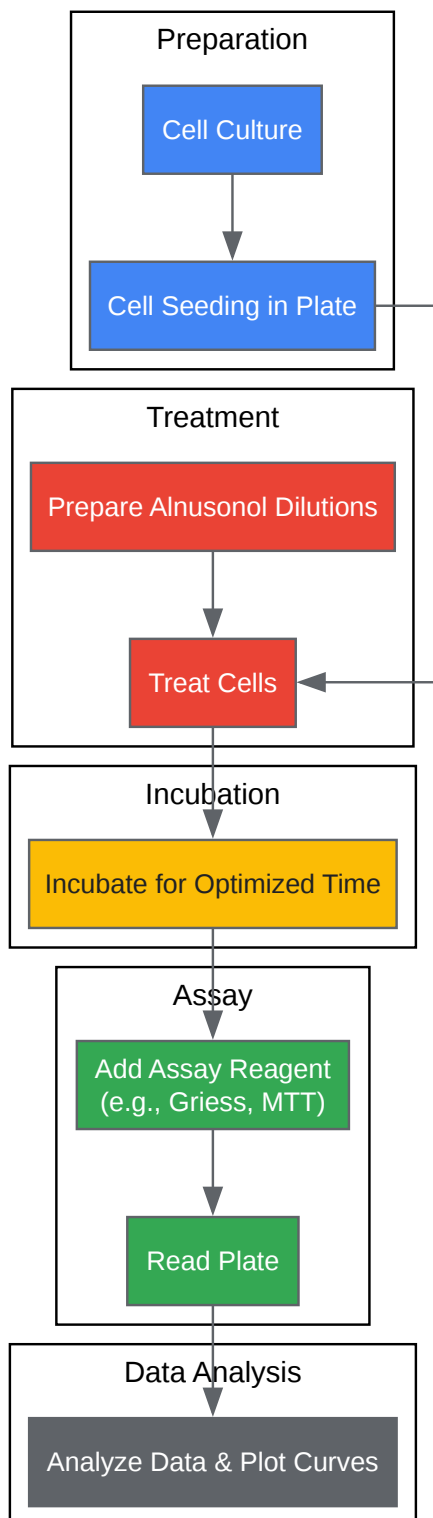 Preparation
Cell Culture
Cell Seeding in Plate
Treatment
Prepare Alnusonol Dilutions
Treat Cells
Incubation
Incubate for Optimized Time
Assay
Add Assay Reagent
(e.g., Griess, MTT)
Read Plate
Data Analysis
Analyze Data & Plot Curves